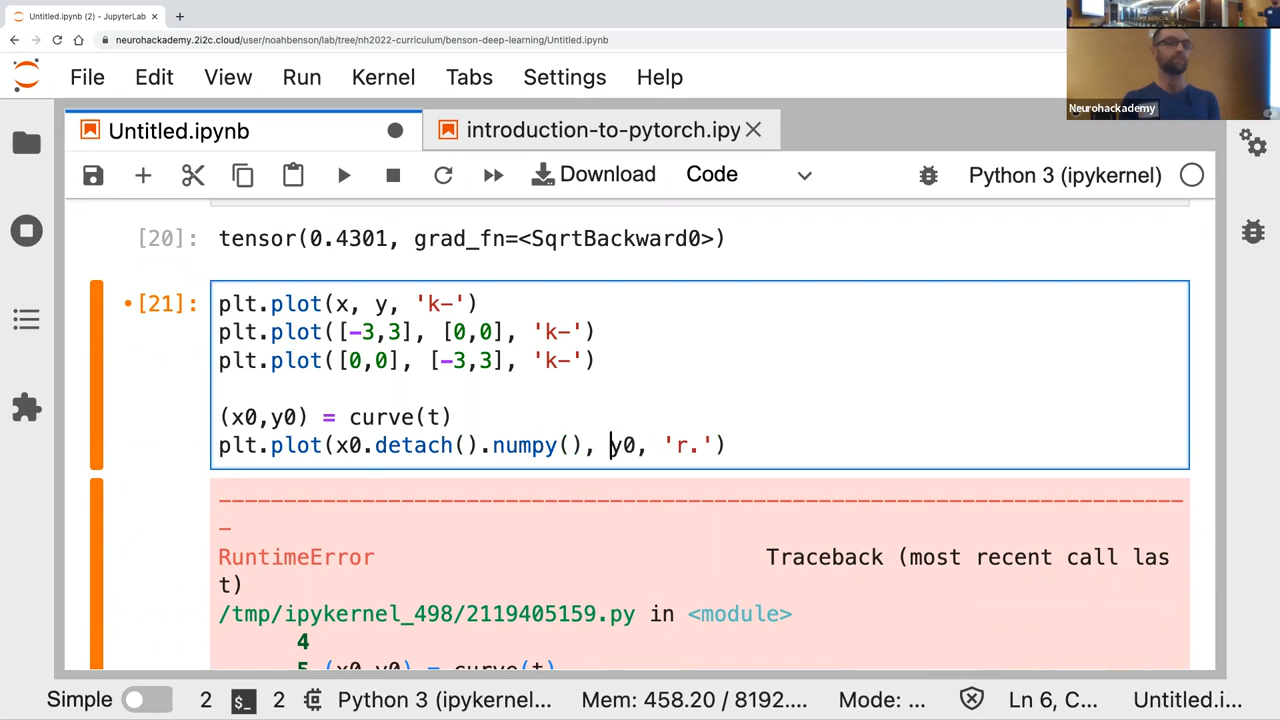 Untitled.ipynb (2) - JupyterLab
neurohackademy.2i2c.cloud/user/noahbenson/lab/tree/nh2022-curriculum/benson-deep-learning/Untitled.ipynb
File Edit View Run Kernel Tabs Settings Help
Neurohackademy
Untitled.ipynb introduction-to-pytorch.ipy
Download Code Python 3 (ipykernel)
[20]: tensor(0.4301, grad_fn=<SqrtBackward0>)
[21]: plt.plot(x, y, 'k-')
plt.plot([-3,3], [0,0], 'k-')
plt.plot([0,0], [-3,3], 'k-')
(x0,y0) = curve(t)
plt.plot(x0.detach().numpy(), y0, 'r.')
---------------------------------------------------------------------------
-
RuntimeError Traceback (most recent call las
t)
/tmp/ipykernel_498/2119405159.py in <module>
4
5 (x0,y0) = curve(t)
Simple 2 $_ 2 Python 3 (ipykernel... Mem: 458.20 / 8192.... Mode: ... Ln 6, C... Untitled.i...